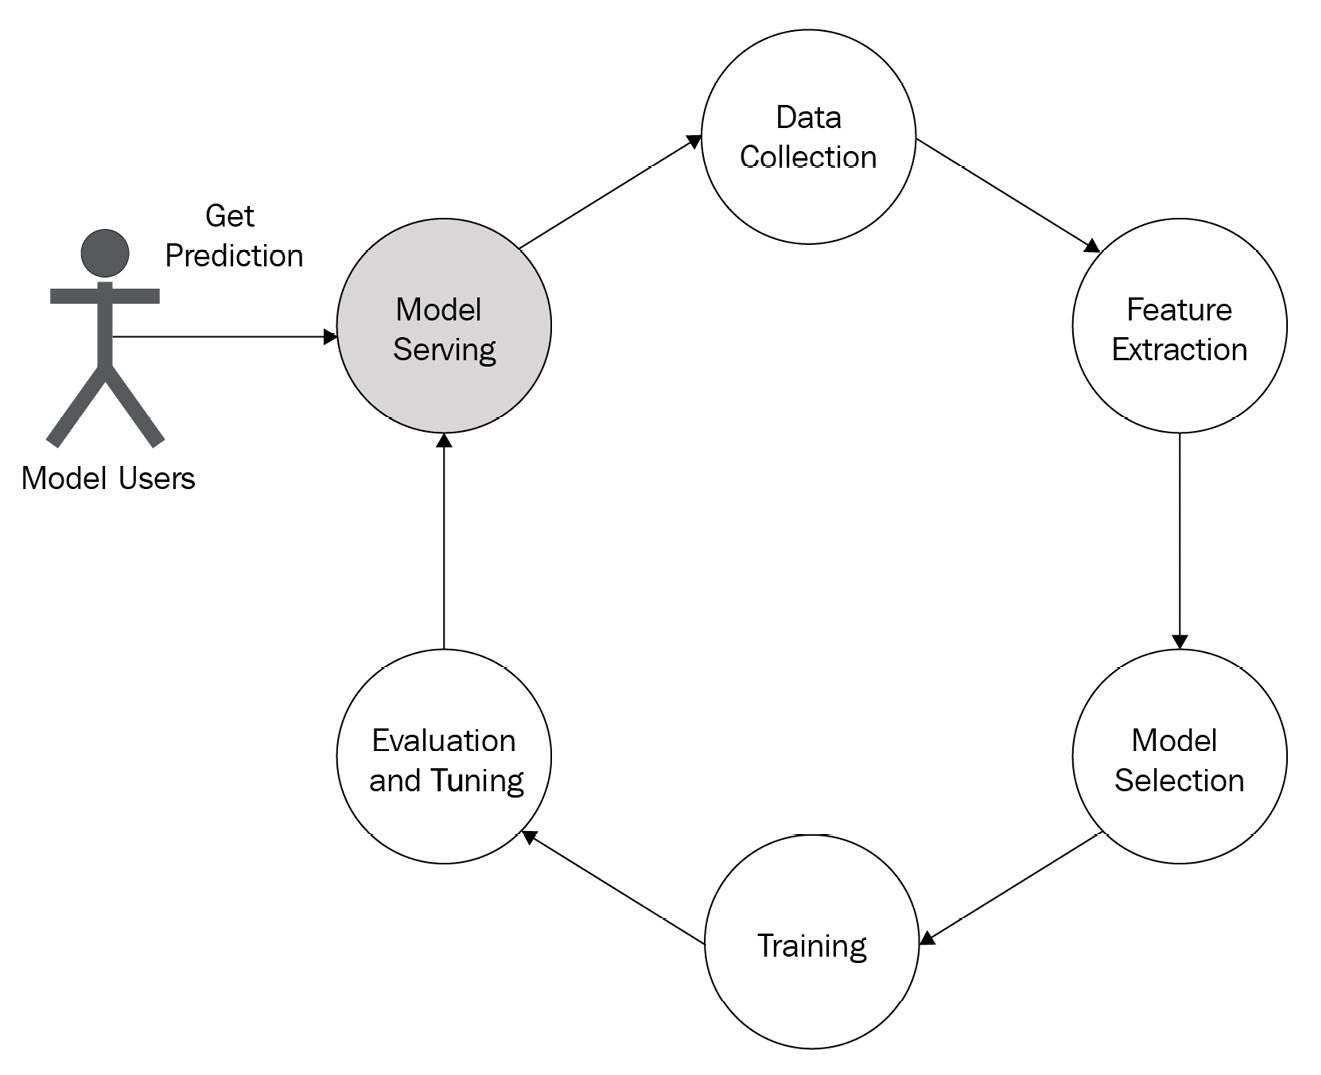 Data
Collection
Get
Prediction
Model
Serving
Feature
Extraction
Model Users
Evaluation
and Tuning
Model
Selection
Training